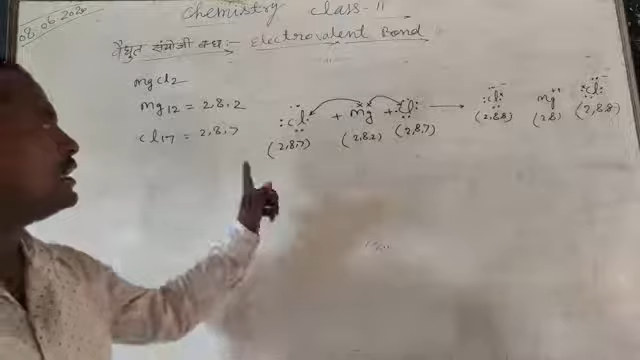 08.06.2020
Chemistry Class - 11
वैद्युत संयोजी बन्ध :- Electrovalent Bond
MgCl2
Mg12 = 2.8.2
Cl17 = 2,8.7
:Cl: + Mg + Cl: → :Cl:⁻ Mg⁺⁺ :Cl:⁻
(2,8,7) (2,8,2) (2,8,7) (2,8,8) (2,8) (2,8,8)